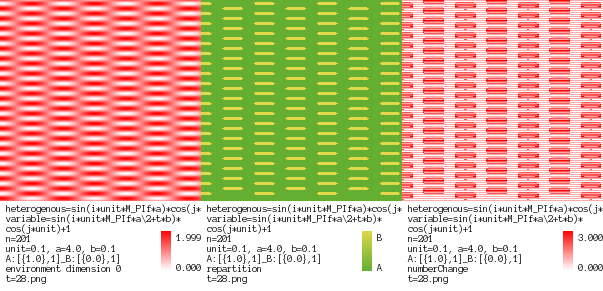 heterogenous=sin(i*unit*M_PIf*a)*cos(j*
variable=sin(i*unit*M_PIf*a\2+t*b)*
cos(j*unit)+1
n=201
unit=0.1, a=4.0, b=0.1
A:[{1.0},1]_B:[{0.0},1]
environment dimension 0
t=28.png
1.999
0.000
heterogenous=sin(i*unit*M_PIf*a)*cos(j*
variable=sin(i*unit*M_PIf*a\2+t*b)*
cos(j*unit)+1
n=201
unit=0.1, a=4.0, b=0.1
A:[{1.0},1]_B:[{0.0},1]
repartition
t=28.png
B
A
heterogenous=sin(i*unit*M_PIf*a)*cos(j*
variable=sin(i*unit*M_PIf*a\2+t*b)*
cos(j*unit)+1
n=201
unit=0.1, a=4.0, b=0.1
A:[{1.0},1]_B:[{0.0},1]
numberChange
t=28.png
3.000
0.000